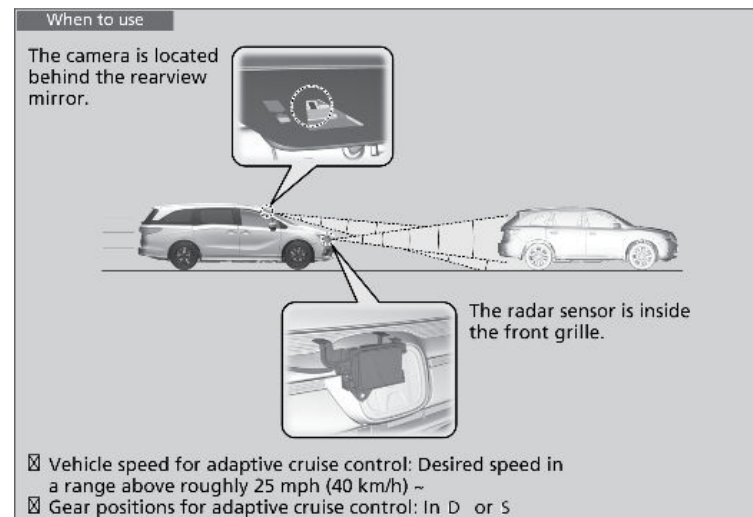 When to use
The camera is located
behind the rearview
mirror.
The radar sensor is inside
the front grille.
☒ Vehicle speed for adaptive cruise control: Desired speed in
a range above roughly 25 mph (40 km/h) ~
☒ Gear positions for adaptive cruise control: In D or S